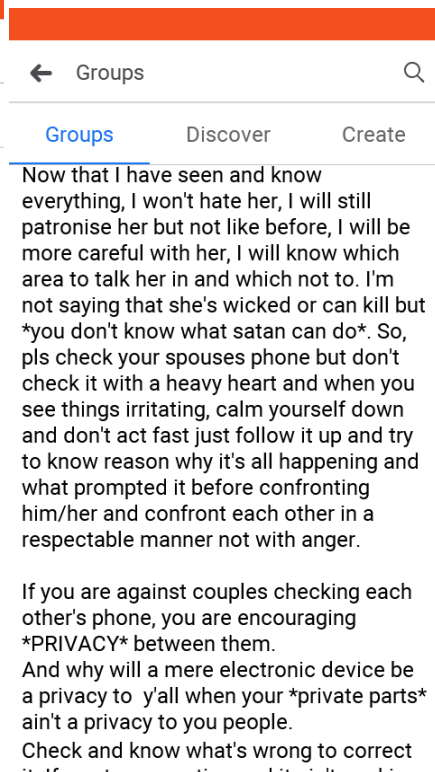 Groups
Groups Discover Create
Now that I have seen and know
everything, I won't hate her, I will still
patronise her but not like before, I will be
more careful with her, I will know which
area to talk her in and which not to. I'm
not saying that she's wicked or can kill but
*you don't know what satan can do*. So,
pls check your spouses phone but don't
check it with a heavy heart and when you
see things irritating, calm yourself down
and don't act fast just follow it up and try
to know reason why it's all happening and
what prompted it before confronting
him/her and confront each other in a
respectable manner not with anger.
If you are against couples checking each
other's phone, you are encouraging
*PRIVACY* between them.
And why will a mere electronic device be
a privacy to y'all when your *private parts*
ain't a privacy to you people.
Check and know what's wrong to correct